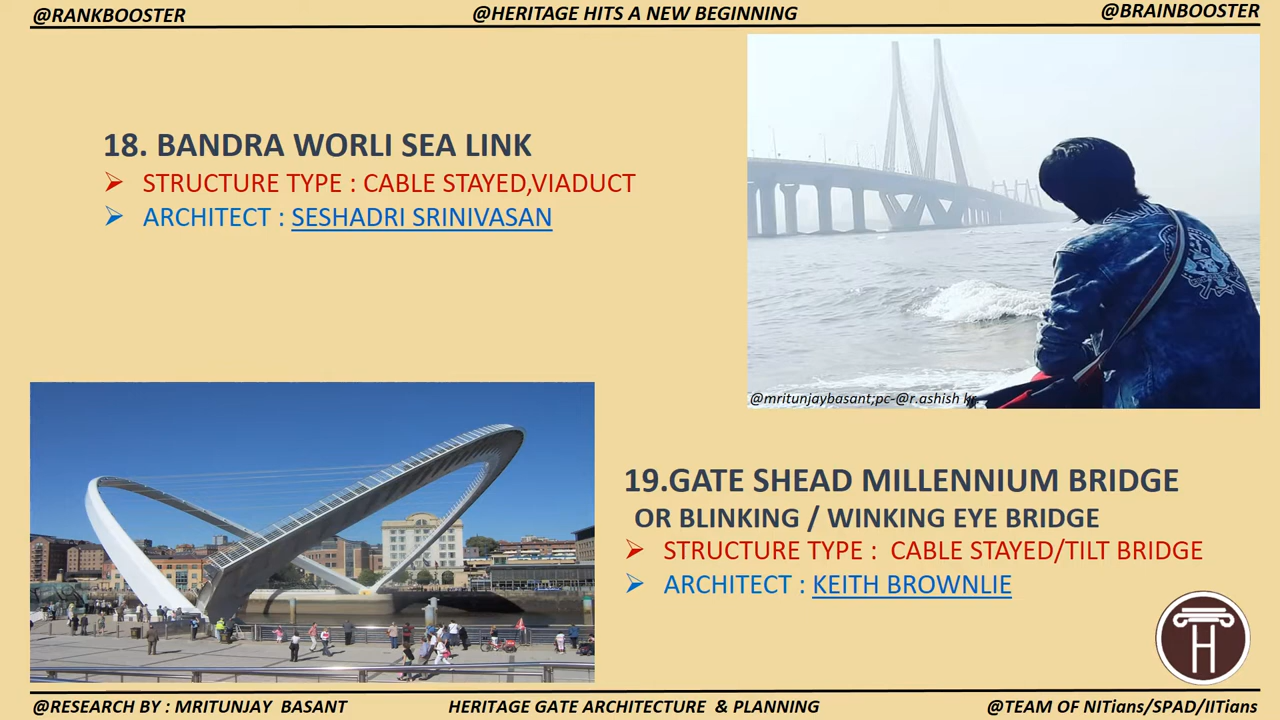 @RANKBOOSTER
@HERITAGE HITS A NEW BEGINNING
@BRAINBOOSTER
18. BANDRA WORLI SEA LINK
➢ STRUCTURE TYPE : CABLE STAYED,VIADUCT
➢ ARCHITECT : SESHADRI SRINIVASAN
@mritunjaybasant;pc-@r.ashish kr.
19.GATE SHEAD MILLENNIUM BRIDGE
OR BLINKING / WINKING EYE BRIDGE
➢ STRUCTURE TYPE : CABLE STAYED/TILT BRIDGE
➢ ARCHITECT : KEITH BROWNLIE
H
@RESEARCH BY : MRITUNJAY BASANT
HERITAGE GATE ARCHITECTURE & PLANNING
@TEAM OF NITians/SPAD/IITians